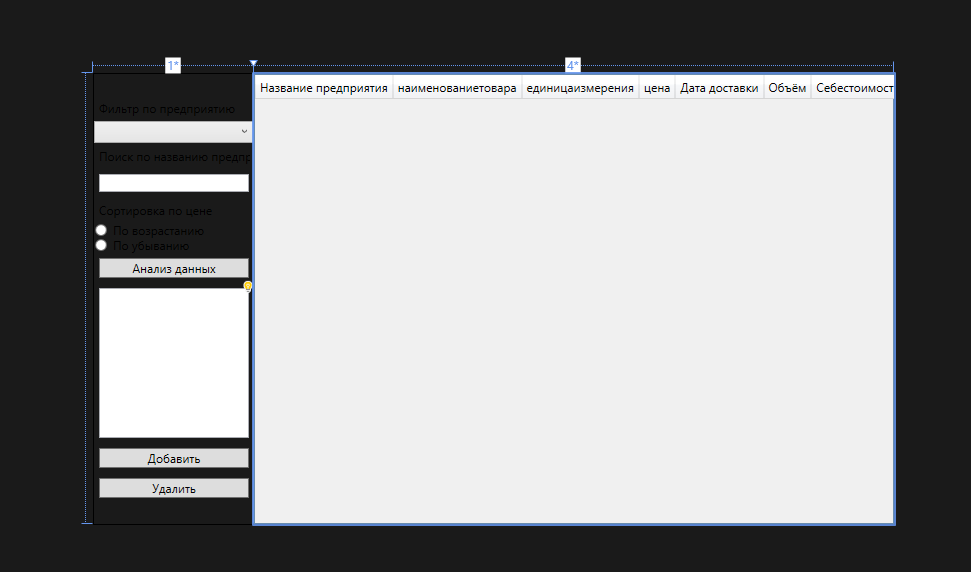 1*
4*
Название предприятия наименованиетовара единицаизмерения цена Дата доставки Объём Себестоимост
Фильтр по предприятию
Поиск по названию предпр
Сортировка по цене
По возрастанию
По убыванию
Анализ данных
Добавить
Удалить